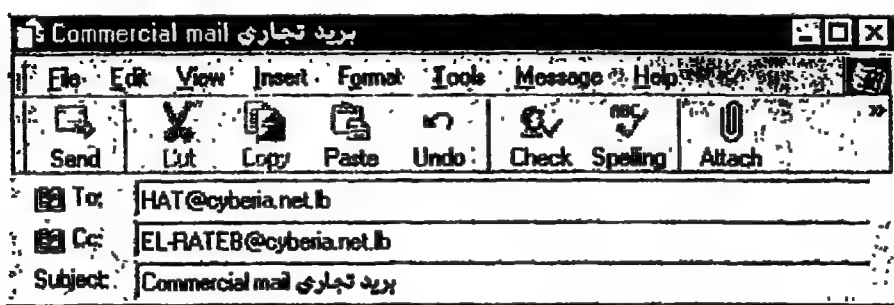 Commercial mail بريد تجاري
File Edit View Insert Format Tools Message Help
Send Cut Copy Paste Undo Check Spelling Attach
To: HAT@cyberia.net.lb
Cc: EL-RATEB@cyberia.net.lb
Subject: Commercial mail بريد تجاري